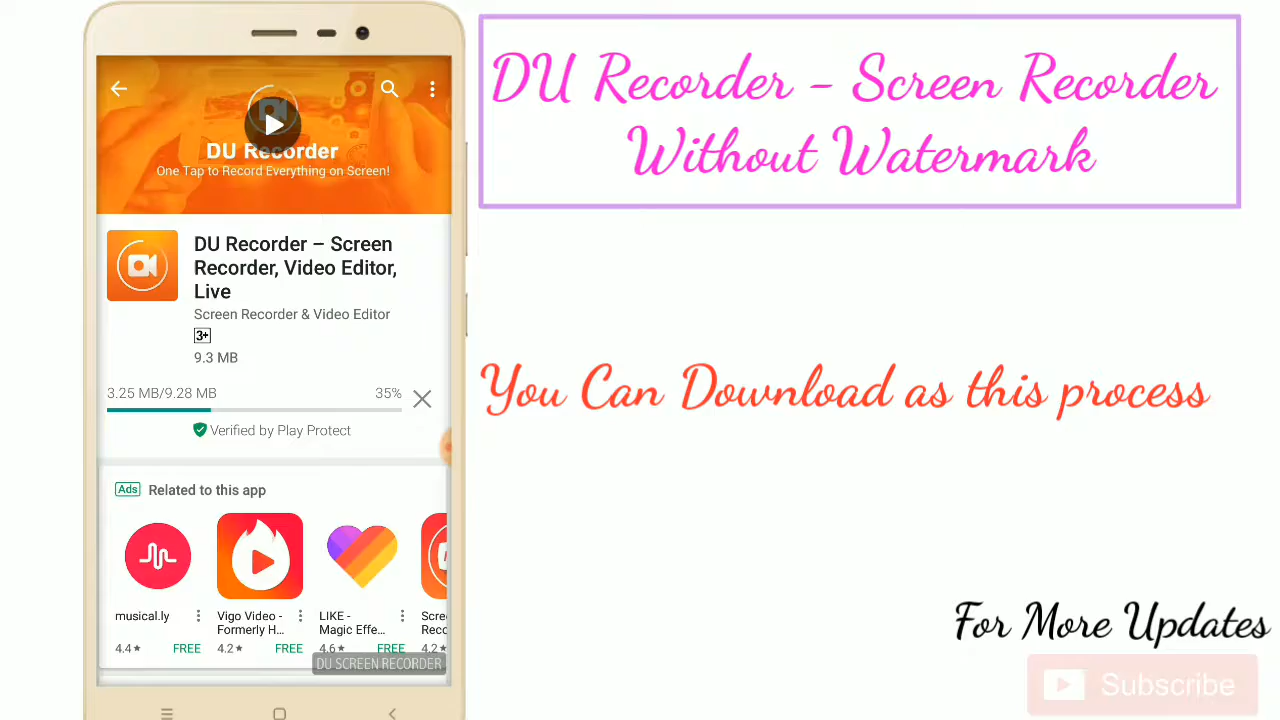 DU Recorder - Screen Recorder
Without Watermark
DU Recorder
One Tap to Record Everything on Screen!
DU Recorder – Screen
Recorder, Video Editor,
Live
Screen Recorder & Video Editor
3+
9.3 MB
3.25 MB/9.28 MB 35%
Verified by Play Protect
You Can Download as this process
Ads Related to this app
musical.ly
4.4★ FREE
Vigo Video -
Formerly H...
4.2★ FREE
LIKE -
Magic Effe...
4.6★ FREE
Scre
Reco
4.2★
DU SCREEN RECORDER
For More Updates
Subscribe